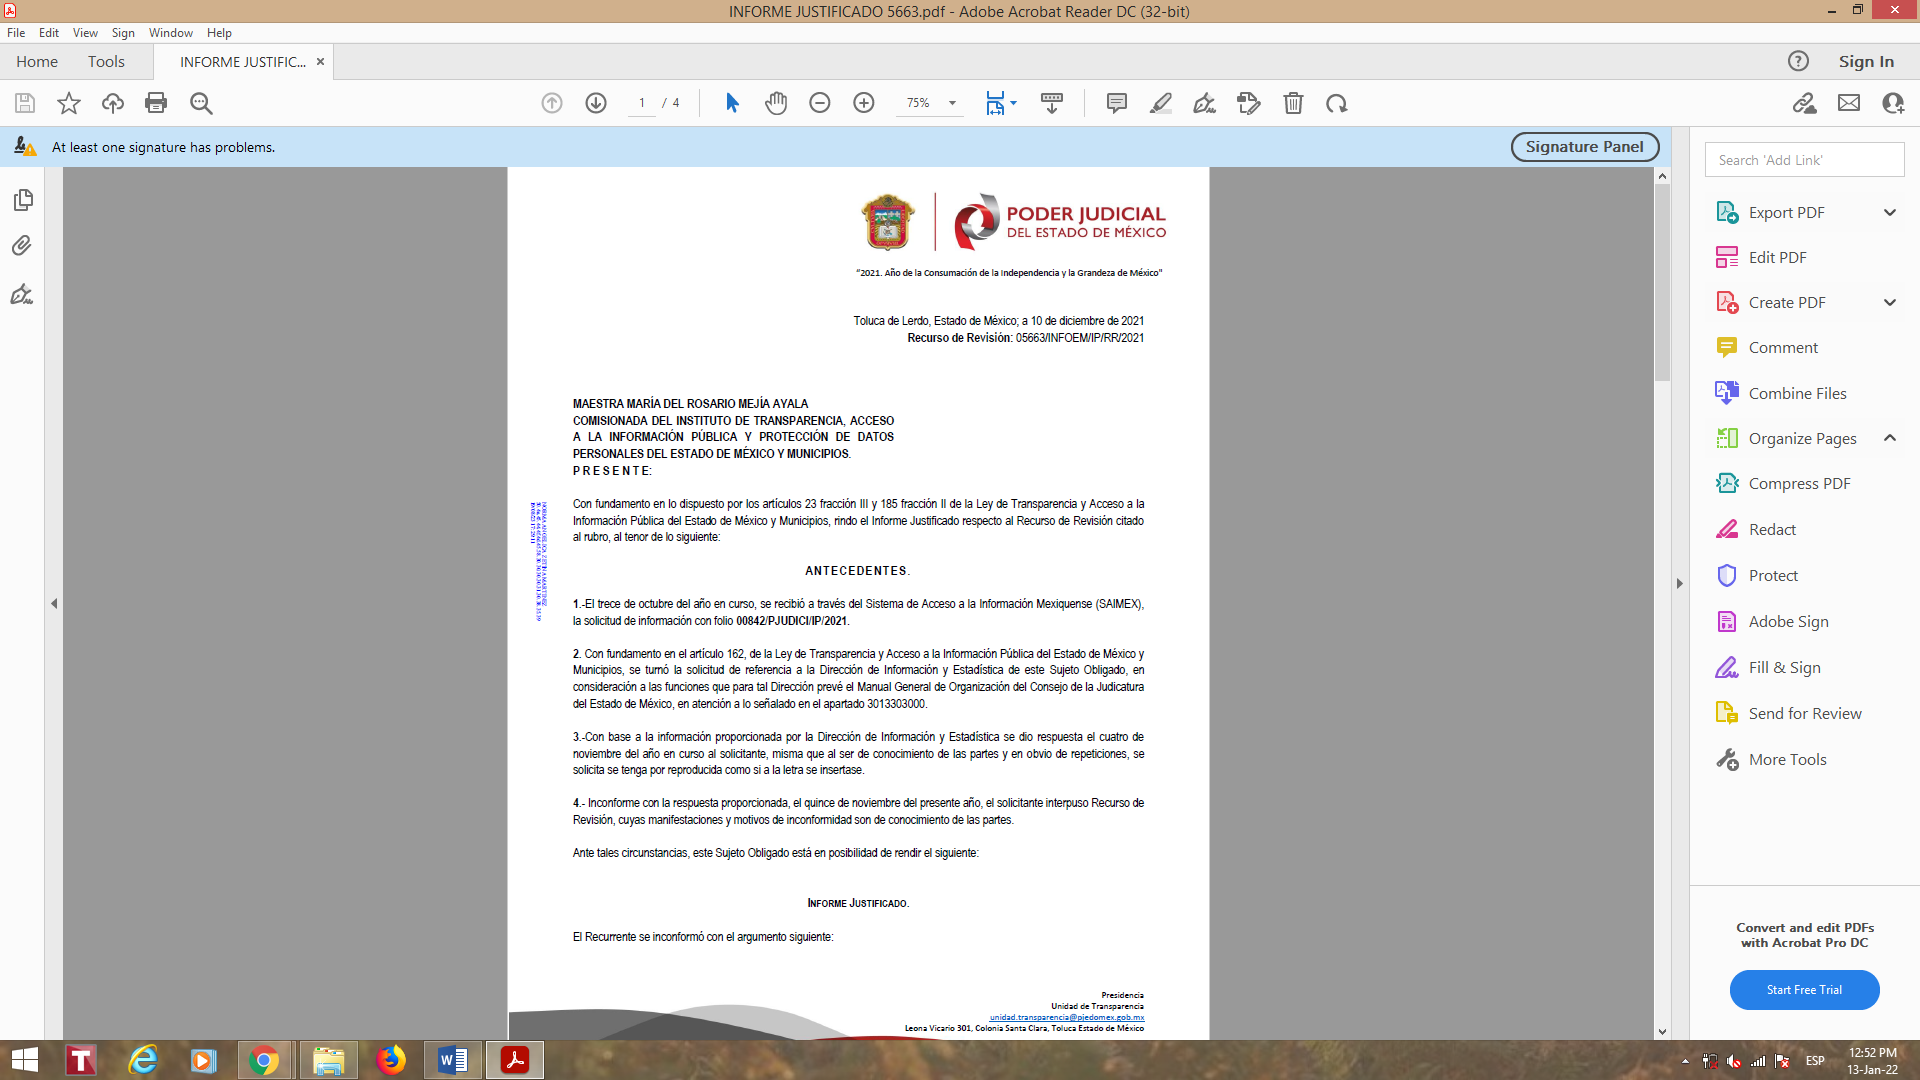 INFORME JUSTIFICADO 5663.pdf - Adobe Acrobat Reader DC (32-bit)
File Edit View Sign Window Help
Home Tools INFORME JUSTIFIC... Sign In
1 / 4 75%
At least one signature has problems. Signature Panel
Search 'Add Link'
Export PDF
Edit PDF
Create PDF
Comment
Combine Files
Organize Pages
Compress PDF
Redact
Protect
Adobe Sign
Fill & Sign
Send for Review
More Tools
Convert and edit PDFs
with Acrobat Pro DC
Start Free Trial
PODER JUDICIAL
DEL ESTADO DE MÉXICO
"2021. Año de la Consumación de la Independencia y la Grandeza de México"
Toluca de Lerdo, Estado de México; a 10 de diciembre de 2021
Recurso de Revisión: 05663/INFOEM/IP/RR/2021
MAESTRA MARÍA DEL ROSARIO MEJÍA AYALA
COMISIONADA DEL INSTITUTO DE TRANSPARENCIA, ACCESO
A LA INFORMACIÓN PÚBLICA Y PROTECCIÓN DE DATOS
PERSONALES DEL ESTADO DE MÉXICO Y MUNICIPIOS.
P R E S E N T E:
Con fundamento en lo dispuesto por los artículos 23 fracción III y 185 fracción II de la Ley de Transparencia y Acceso a la
Información Pública del Estado de México y Municipios, rindo el Informe Justificado respecto al Recurso de Revisión citado
al rubro, al tenor de lo siguiente:
ANTECEDENTES.
1.-El trece de octubre del año en curso, se recibió a través del Sistema de Acceso a la Información Mexiquense (SAIMEX),
la solicitud de información con folio 00842/PJUDICI/IP/2021.
2. Con fundamento en el artículo 162, de la Ley de Transparencia y Acceso a la Información Pública del Estado de México y
Municipios, se turnó la solicitud de referencia a la Dirección de Información y Estadística de este Sujeto Obligado, en
consideración a las funciones que para tal Dirección prevé el Manual General de Organización del Consejo de la Judicatura
del Estado de México, en atención a lo señalado en el apartado 3013303000.
3.-Con base a la información proporcionada por la Dirección de Información y Estadística se dio respuesta el cuatro de
noviembre del año en curso al solicitante, misma que al ser de conocimiento de las partes y en obvio de repeticiones, se
solicita se tenga por reproducida como si a la letra se insertase.
4.- Inconforme con la respuesta proporcionada, el quince de noviembre del presente año, el solicitante interpuso Recurso de
Revisión, cuyas manifestaciones y motivos de inconformidad son de conocimiento de las partes.
Ante tales circunstancias, este Sujeto Obligado está en posibilidad de rendir el siguiente:
INFORME JUSTIFICADO.
El Recurrente se inconformó con el argumento siguiente:
Presidencia
Unidad de Transparencia
unidad.transparencia@pjedomex.gob.mx
Leona Vicario 301, Colonia Santa Clara, Toluca Estado de México
ESP
12:52 PM
13-Jan-22